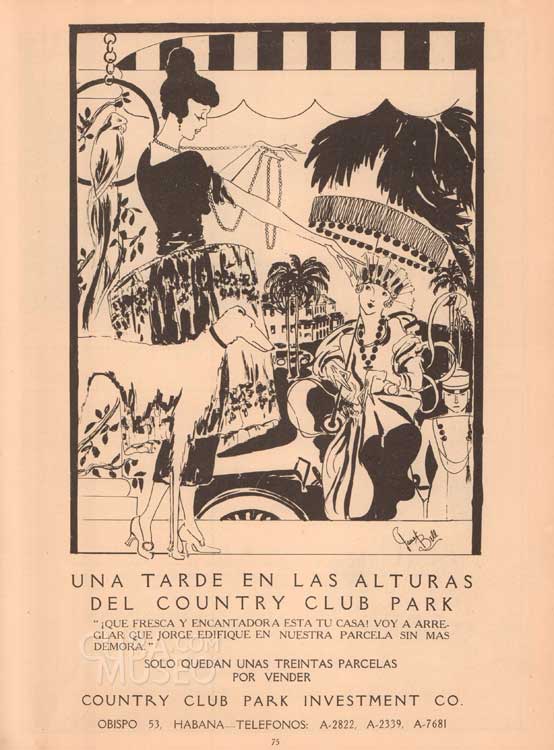 UNA TARDE EN LAS ALTURAS
DEL COUNTRY CLUB PARK
"¡QUE FRESCA Y ENCANTADORA ESTA TU CASA! VOY A ARRE-
GLAR QUE JORGE EDIFIQUE EN NUESTRA PARCELA SIN MAS
DEMORA."
SOLO QUEDAN UNAS TREINTAS PARCELAS
POR VENDER
COUNTRY CLUB PARK INVESTMENT CO.
OBISPO 53, HABANA—TELEFONOS: A-2822, A-2339, A-7681
75